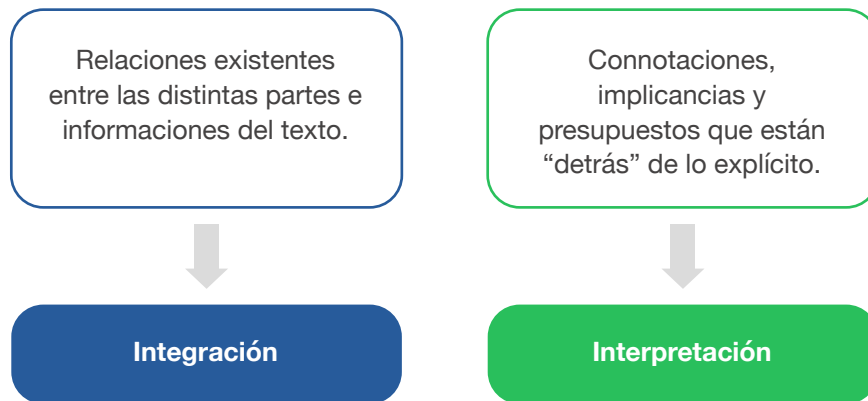 Relaciones existentes
entre las distintas partes e
informaciones del texto.
Connotaciones,
implicancias y
presupuestos que están
“detrás” de lo explícito.
Integración
Interpretación